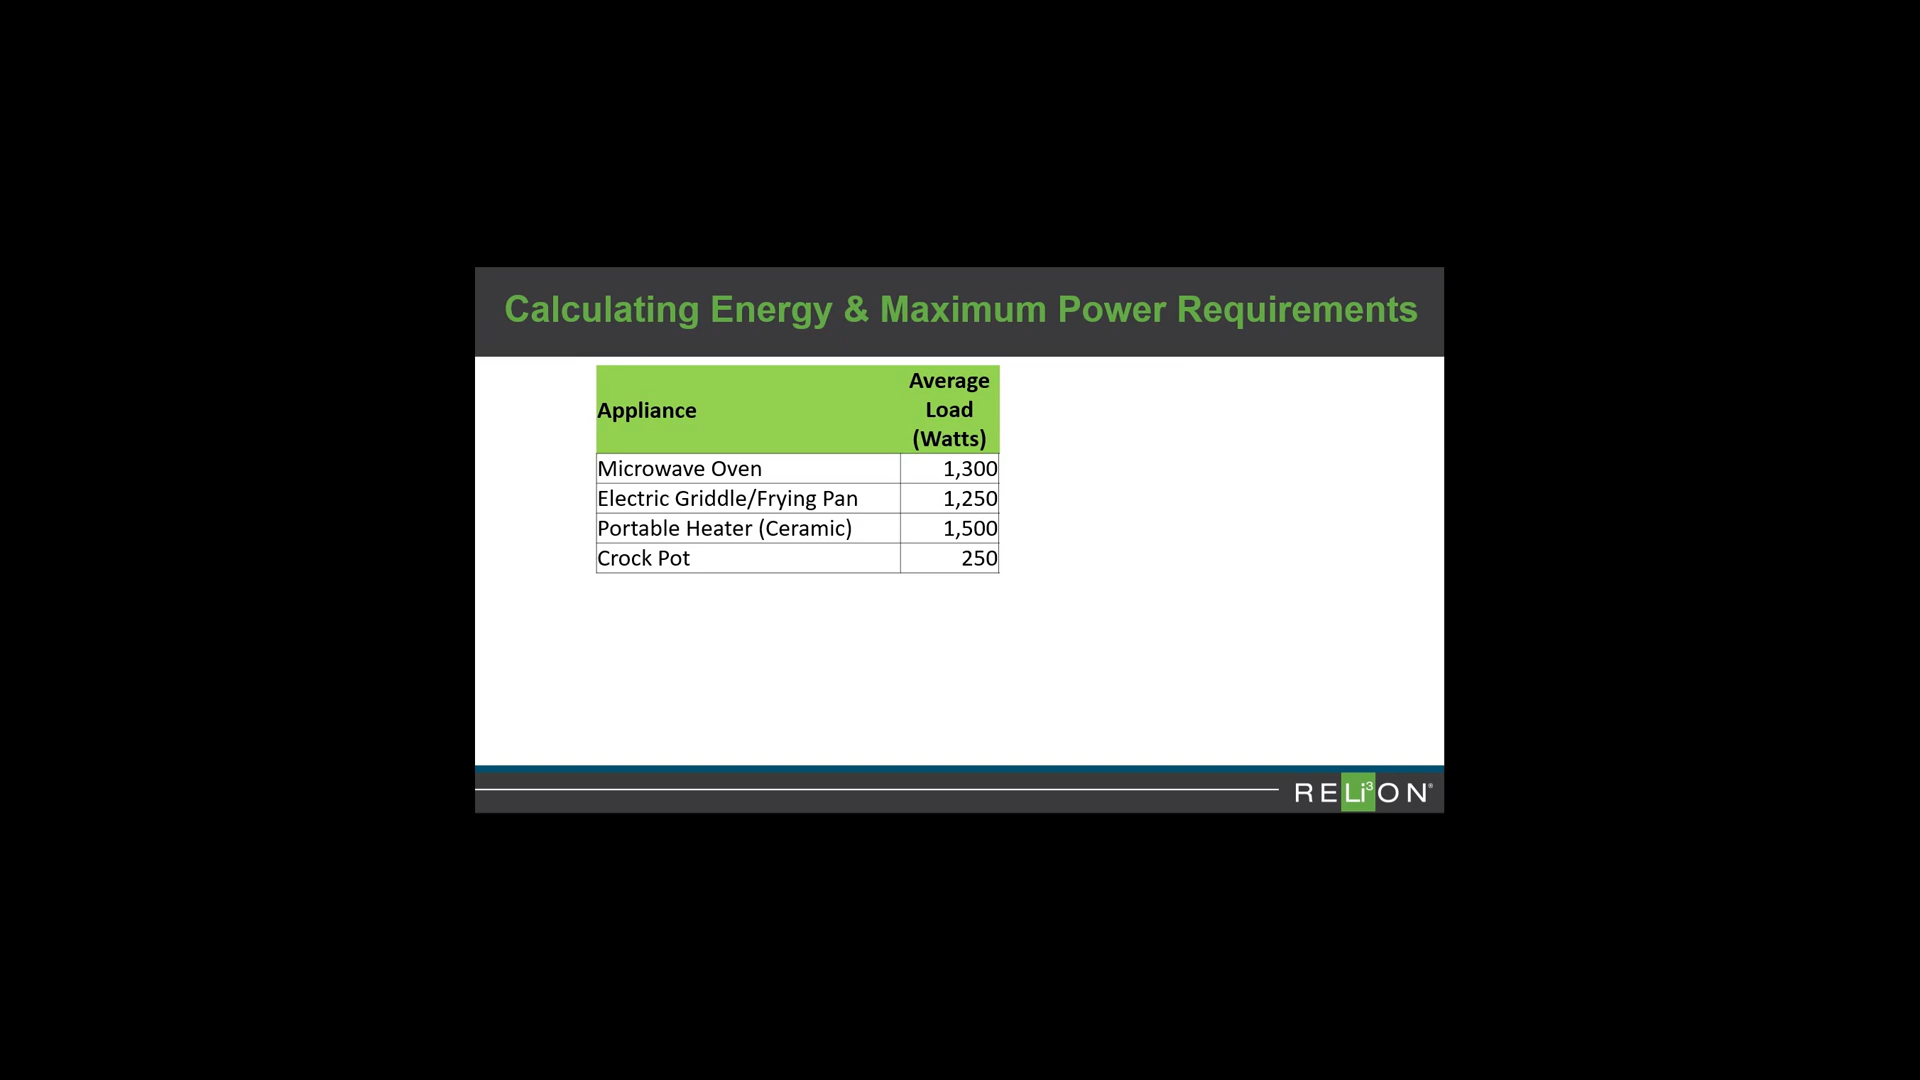 Calculating Energy & Maximum Power Requirements
Appliance
Average
Load
(Watts)
Microwave Oven 1,300
Electric Griddle/Frying Pan 1,250
Portable Heater (Ceramic) 1,500
Crock Pot 250
RELi³ON®